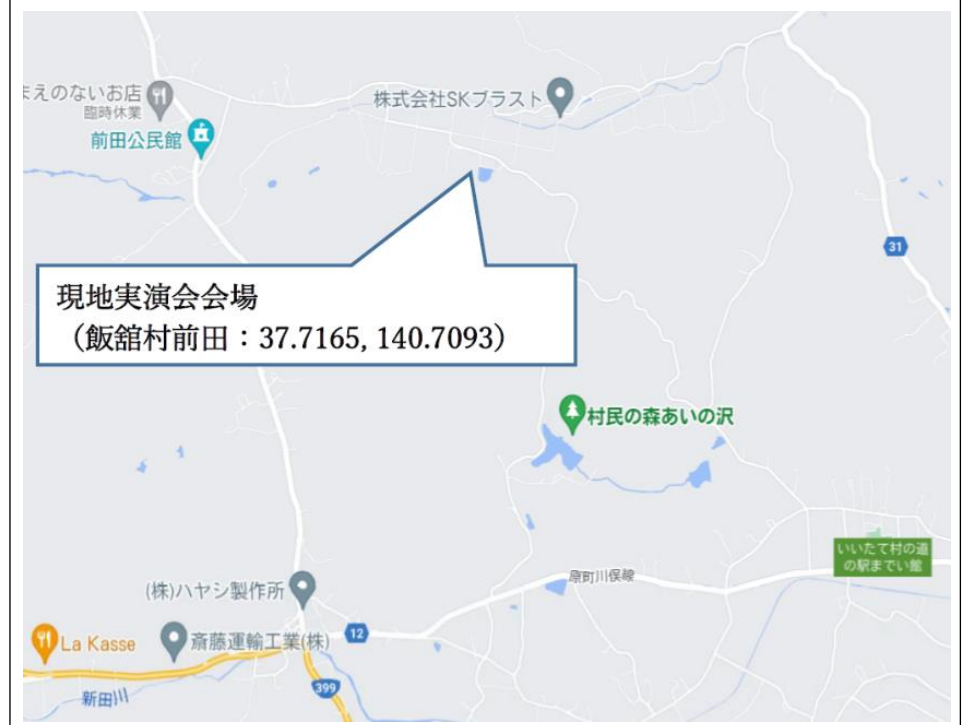 まえのないお店
臨時休業
前田公民館
株式会社SKブラスト
31
現地実演会会場
(飯舘村前田:37.7165, 140.7093)
村民の森あいの沢
いいたて村の道
の駅までい館
原町川俣線
(株)ハヤシ製作所
12
La Kasse
斎藤運輸工業(株)
399
新田川